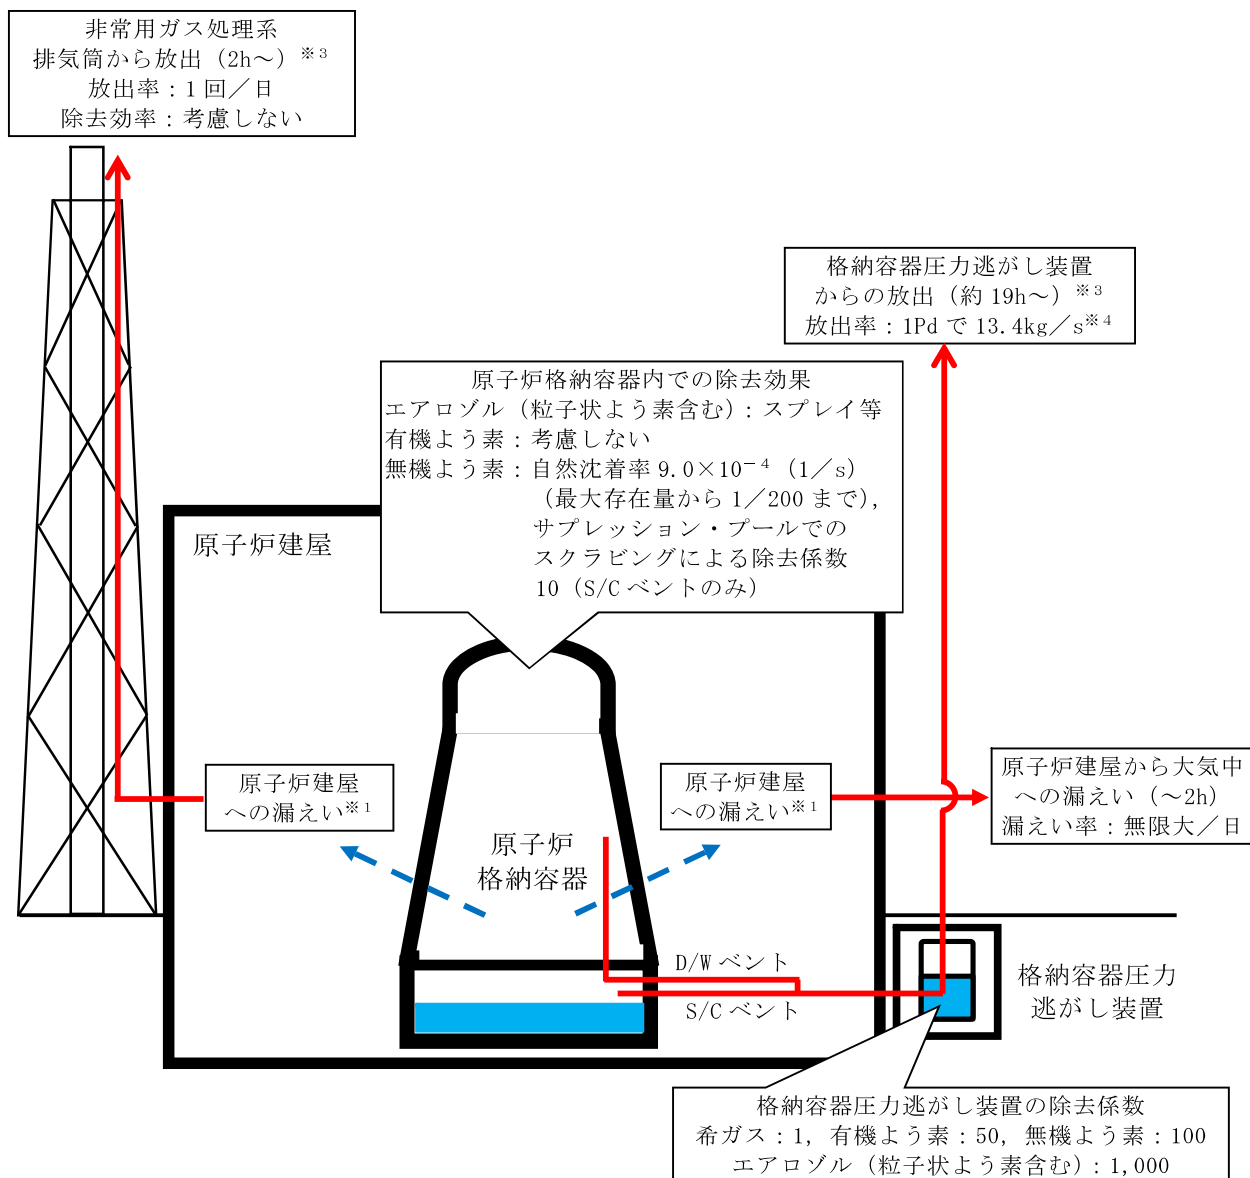 非常用ガス処理系
排気筒から放出（2h～）※3
放出率：1回／日
除去効率：考慮しない
格納容器圧力逃がし装置
からの放出（約19h～）※3
放出率：1Pdで13.4kg／s※4
原子炉格納容器内での除去効果
エアロゾル（粒子状よう素含む）：スプレイ等
有機よう素：考慮しない
無機よう素：自然沈着率9.0×10－4（1／s）
（最大存在量から1／200まで），
サプレッション・プールでの
スクラビングによる除去係数
10（S/Cベントのみ）
原子炉建屋
原子炉建屋
への漏えい※1
原子炉建屋
への漏えい※1
原子炉建屋から大気中
への漏えい（～2h）
漏えい率：無限大／日
原子炉
格納容器
D/Wベント
S/Cベント
格納容器圧力
逃がし装置
格納容器圧力逃がし装置の除去係数
希ガス：1，有機よう素：50，無機よう素：100
エアロゾル（粒子状よう素含む）：1,000